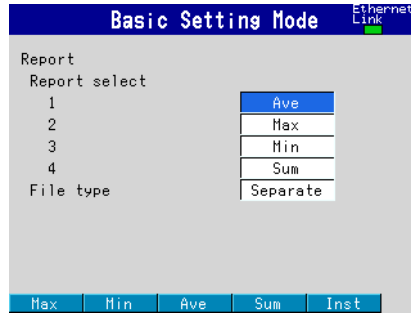 Basic Setting Mode
Ethernet
Link
Report
Report select
1 Ave
2 Max
3 Min
4 Sum
File type Separate
Max Min Ave Sum Inst